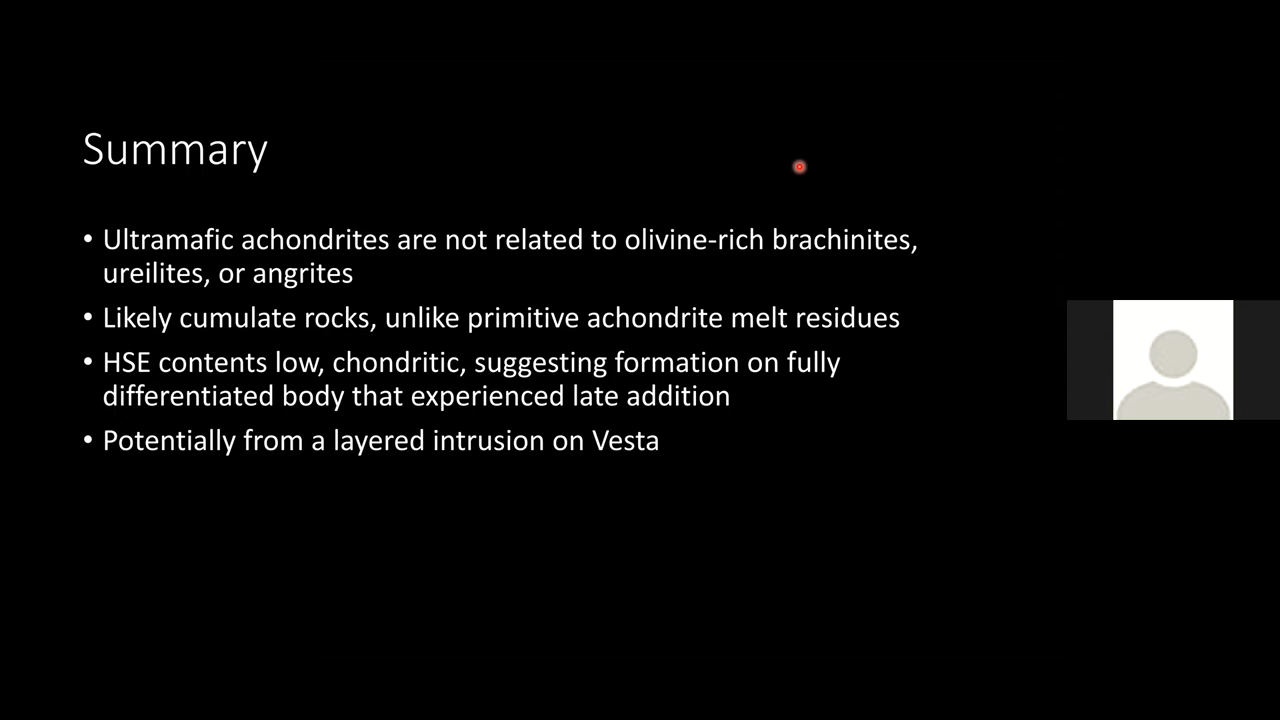 Summary
• Ultramafic achondrites are not related to olivine-rich brachinites,
ureilites, or angrites
• Likely cumulate rocks, unlike primitive achondrite melt residues
• HSE contents low, chondritic, suggesting formation on fully
differentiated body that experienced late addition
• Potentially from a layered intrusion on Vesta